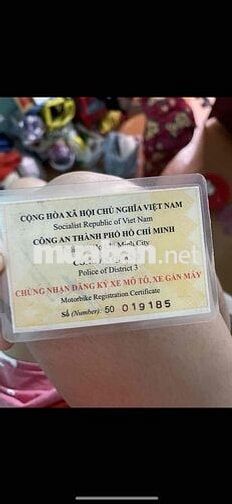 CỘNG HÒA XÃ HỘI CHỦ NGHĨA VIỆT NAM
Socialist Republic of Viet Nam
CÔNG AN THÀNH PHỐ HỒ CHÍ MINH
Minh City
Police of District 3
CHỨNG NHẬN ĐĂNG KÝ XE MÔ TÔ, XE GẮN MÁY
Motorbike Registration Certificate
Số (Number): 50 019185